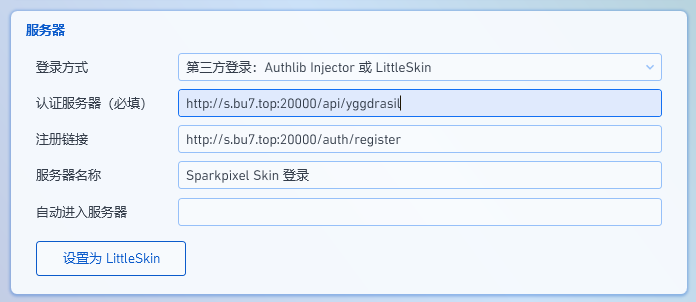 服务器
登录方式 第三方登录：Authlib Injector 或 LittleSkin
认证服务器（必填） http://s.bu7.top:20000/api/yggdrasil
注册链接 http://s.bu7.top:20000/auth/register
服务器名称 Sparkpixel Skin 登录
自动进入服务器
设置为 LittleSkin